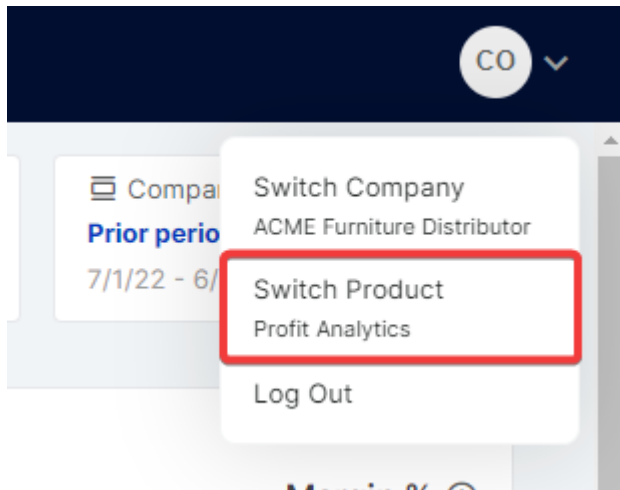 CO
Switch Company
ACME Furniture Distributor
Switch Product
Profit Analytics
Log Out
Prior perio
7/1/22 - 6/
Margin %